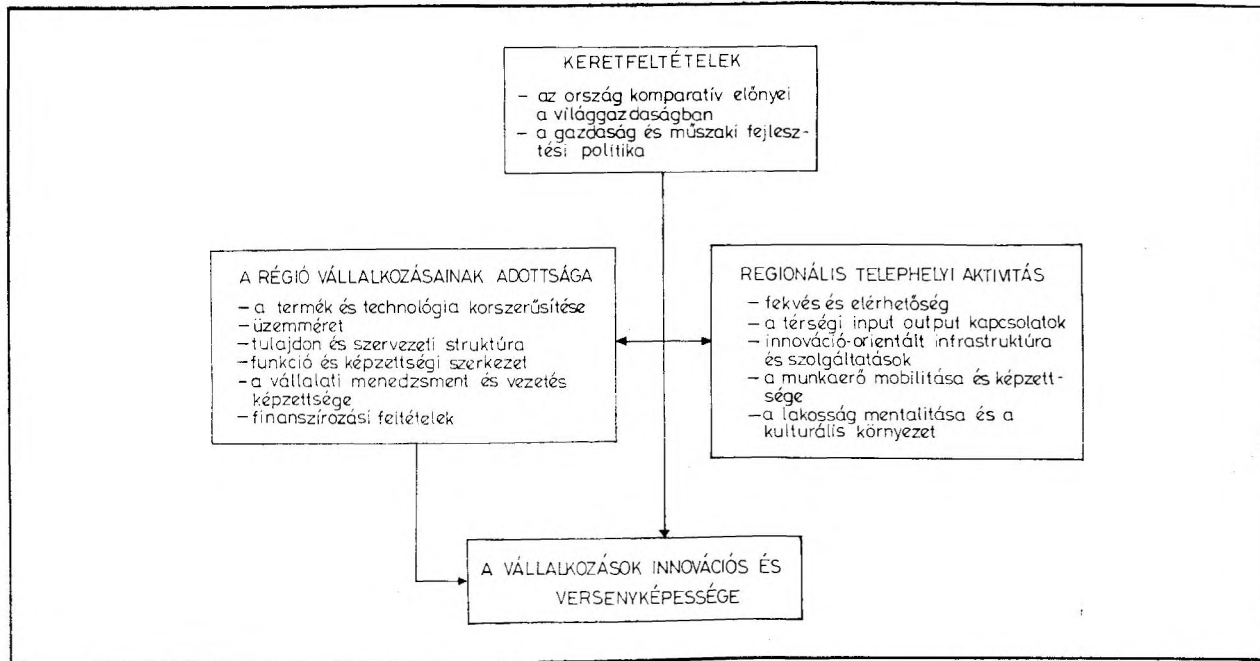 KERETFELTÉTELEK
– az ország komparatív előnyei
a világgazdaságban
– a gazdaság és műszaki fejlesz-
tési politika
A RÉGIÓ VÁLLALKOZÁSAINAK ADOTTSÁGA
– a termék és technológia korszerűsítése
– üzemméret
– tulajdon és szervezeti struktúra
– funkció és képzettségi szerkezet
– a vállalati menedzsment és vezetés
képzettsége
– finanszírozási feltételek
REGIONÁLIS TELEPHELYI AKTIVITÁS
– fekvés és elérhetőség
– a térségi input output kapcsolatok
– innováció-orientált infrastruktúra
és szolgáltatások
– a munkaerő mobilitása és képzett-
sége
– a lakosság mentalitása és a
kulturális környezet
A VÁLLALKOZÁSOK INNOVÁCIÓS ÉS
VERSENYKÉPESSÉGE